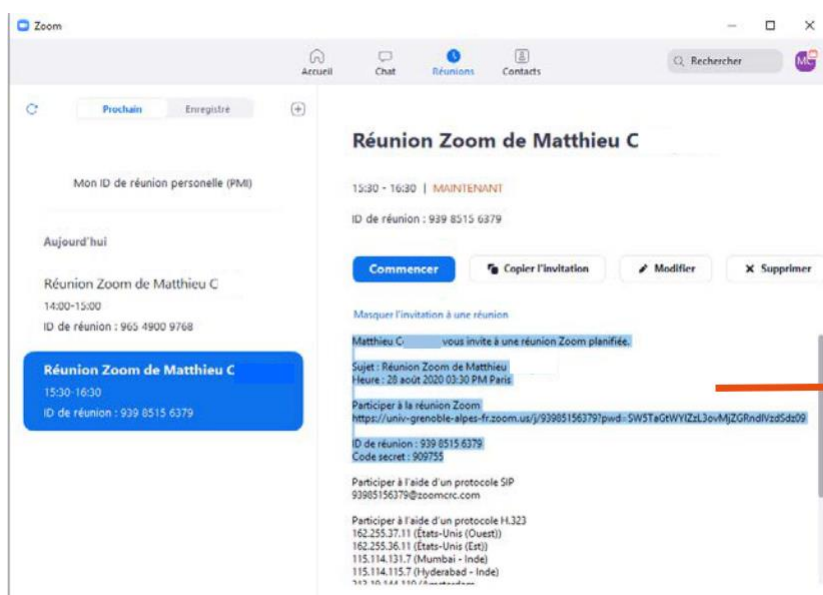 Zoom
Accueil Chat Réunions Contacts
Rechercher
MC
Prochain Enregistré
Mon ID de réunion personelle (PMI)
Aujourd'hui
Réunion Zoom de Matthieu C
14:00-15:00
ID de réunion : 965 4900 9768
Réunion Zoom de Matthieu C
15:30-16:30
ID de réunion : 939 8515 6379
Réunion Zoom de Matthieu C
15:30 - 16:30 | MAINTENANT
ID de réunion : 939 8515 6379
Commencer Copier l'invitation Modifier Supprimer
Masquer l'invitation à une réunion
Matthieu C vous invite à une réunion Zoom planifiée.
Sujet : Réunion Zoom de Matthieu
Heure : 28 août 2020 03:30 PM Paris
Participer à la réunion Zoom
https://univ-grenoble-alpes-fr.zoom.us/j/93985156379?pwd=SW5TaGtWYlZzL3ovMjZGRndlVzdSdz09
ID de réunion : 939 8515 6379
Code secret : 909755
Participer à l'aide d'un protocole SIP
93985156379@zoomcrc.com
Participer à l'aide d'un protocole H.323
162.255.37.11 (États-Unis (Ouest))
162.255.36.11 (États-Unis (Est))
115.114.131.7 (Mumbai - Inde)
115.114.115.7 (Hyderabad - Inde)